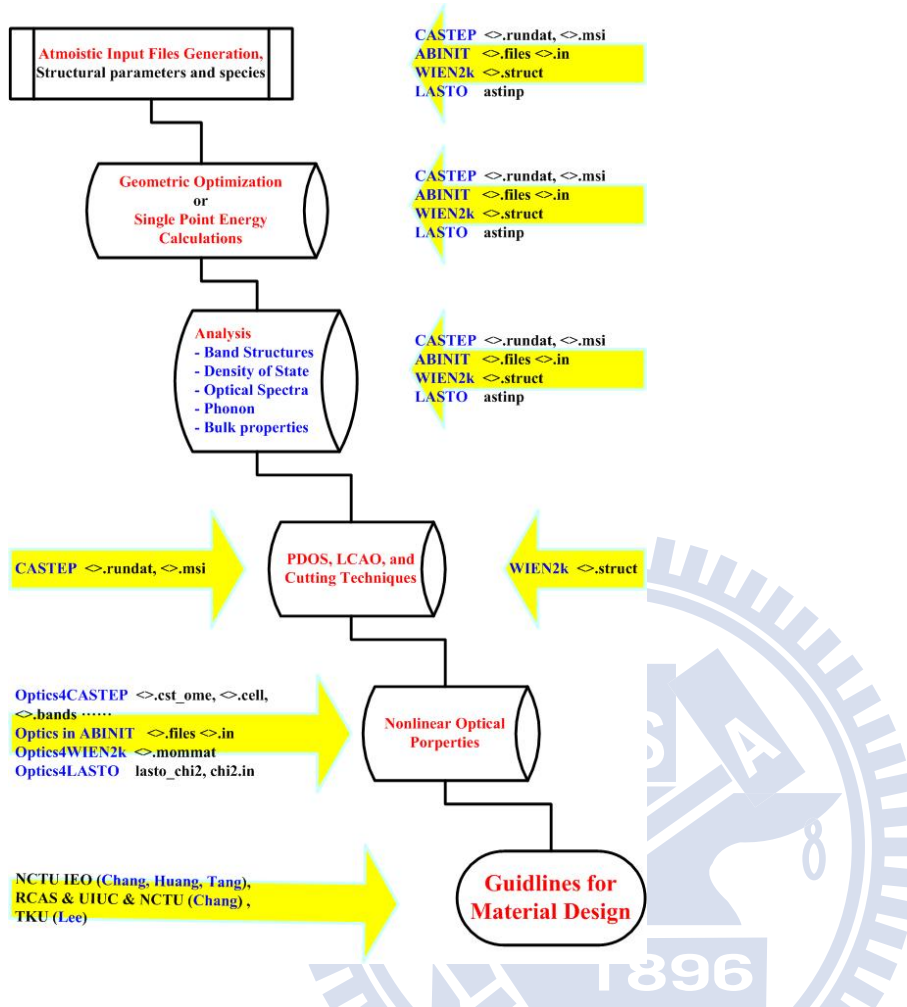 Atmoistic Input Files Generation,
Structural parameters and species
CASTEP <>.rundat, <>.msi
ABINIT <>.files <>.in
WIEN2k <>.struct
LASTO astinp
Geometric Optimization
or
Single Point Energy
Calculations
CASTEP <>.rundat, <>.msi
ABINIT <>.files <>.in
WIEN2k <>.struct
LASTO astinp
Analysis
- Band Structures
- Density of State
- Optical Spectra
- Phonon
- Bulk properties
CASTEP <>.rundat, <>.msi
ABINIT <>.files <>.in
WIEN2k <>.struct
LASTO astinp
CASTEP <>.rundat, <>.msi
PDOS, LCAO, and
Cutting Techniques
WIEN2k <>.struct
Optics4CASTEP <>.cst_ome, <>.cell,
<>.bands ······
Optics in ABINIT <>.files <>.in
Optics4WIEN2k <>.mommat
Optics4LASTO lasto_chi2, chi2.in
Nonlinear Optical
Porperties
NCTU IEO (Chang, Huang, Tang),
RCAS & UIUC & NCTU (Chang) ,
TKU (Lee)
Guidlines for
Material Design
1896